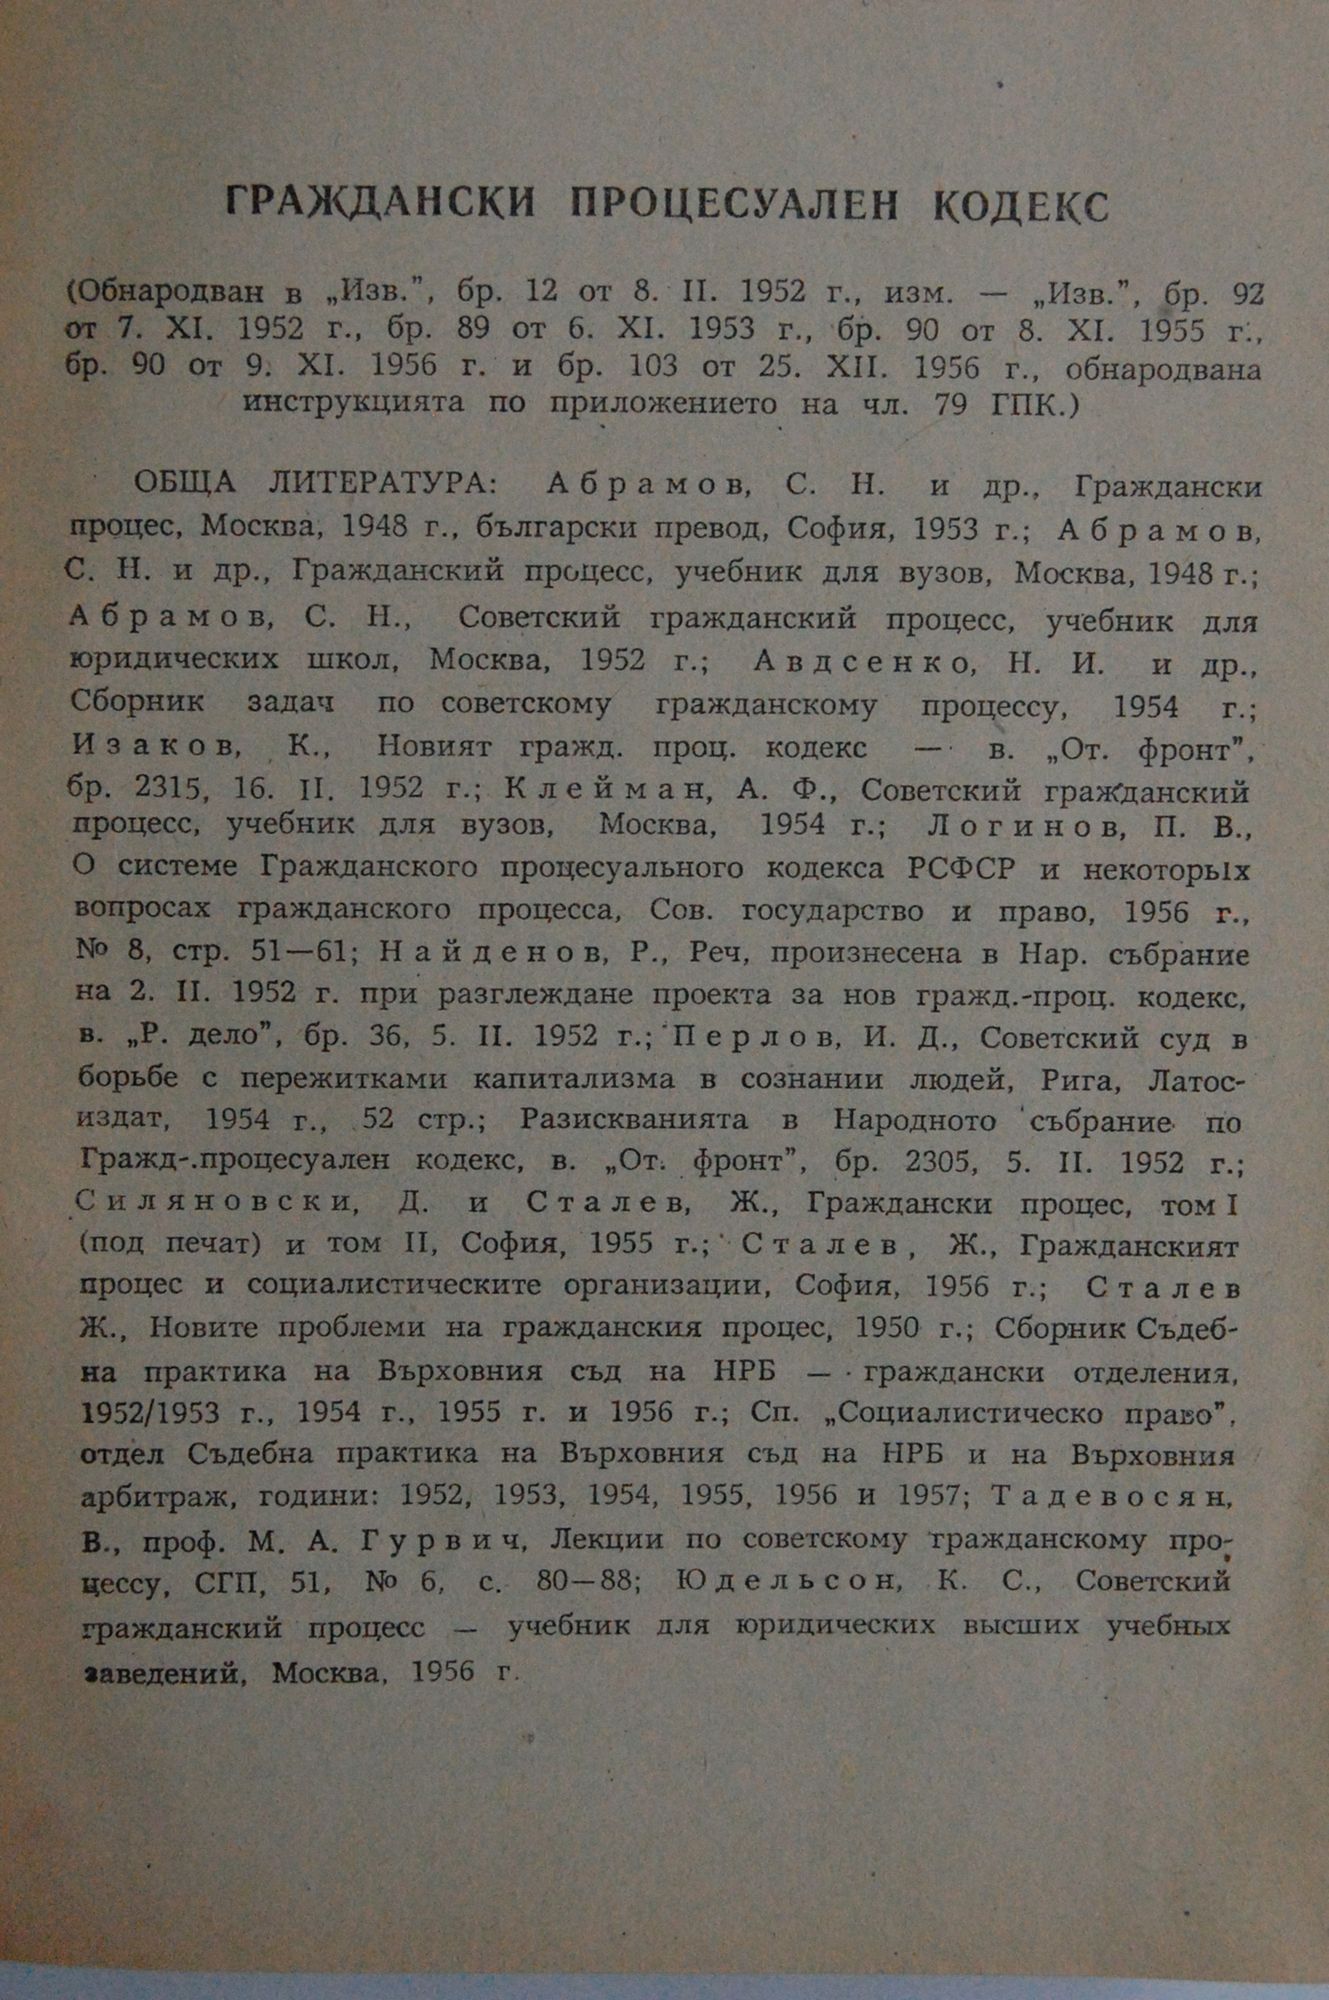 ГРАЖДАНСКИ ПРОЦЕСУАЛЕН КОДЕКС
(Обнародван в „Изв.”, бр. 12 от 8. II. 1952 г., изм. — „Изв.”, бр. 92
от 7. XI. 1952 г., бр. 89 от 6. XI. 1953 г., бр. 90 от 8. XI. 1955 г.,
бр. 90 от 9. XI. 1956 г. и бр. 103 от 25. XII. 1956 г., обнародвана
инструкцията по приложението на чл. 79 ГПК.)
ОБЩА ЛИТЕРАТУРА: Абрамов, С. Н. и др., Граждански
процес, Москва, 1948 г., български превод, София, 1953 г.; Абрамов,
С. Н. и др., Гражданский процесс, учебник для вузов, Москва, 1948 г.;
Абрамов, С. Н., Советский гражданский процесс, учебник для
юридических школ, Москва, 1952 г.; Авдсенко, Н. И. и др.,
Сборник задач по советскому гражданскому процессу, 1954 г.;
Изаков, К., Новият гражд. проц. кодекс — в. „От. фронт”,
бр. 2315, 16. II. 1952 г.; Клейман, А. Ф., Советский гражданский
процесс, учебник для вузов, Москва, 1954 г.; Логинов, П. В.,
О системе Гражданского процесуального кодекса РСФСР и некоторых
вопросах гражданского процесса, Сов. государство и право, 1956 г.,
№ 8, стр. 51—61; Найденов, Р., Реч, произнесена в Нар. събрание
на 2. II. 1952 г. при разглеждане проекта за нов гражд.-проц. кодекс,
в. „Р. дело”, бр. 36, 5. II. 1952 г.; Перлов, И. Д., Советский суд в
борьбе с пережитками капитализма в сознании людей, Рига, Латос-
издат, 1954 г., 52 стр.; Разискванията в Народното събрание по
Гражд-.процесуален кодекс, в. „От. фронт”, бр. 2305, 5. II. 1952 г.;
Силяновски, Д. и Сталев, Ж., Граждански процес, том I
(под печат) и том II, София, 1955 г.; Сталев, Ж., Гражданският
процес и социалистическите организации, София, 1956 г.; Сталев
Ж., Новите проблеми на гражданския процес, 1950 г.; Сборник Съдеб-
на практика на Върховния съд на НРБ — граждански отделения,
1952/1953 г., 1954 г., 1955 г. и 1956 г.; Сп. „Социалистическо право”,
отдел Съдебна практика на Върховния съд на НРБ и на Върховния
арбитраж, години: 1952, 1953, 1954, 1955, 1956 и 1957; Тадевосян,
В., проф. М. А. Гурвич, Лекции по советскому гражданскому про-
цессу, СГП, 51, № 6, с. 80—88; Юдельсон, К. С., Советский
гражданский процесс — учебник для юридических высших учебных
заведений, Москва, 1956 г.